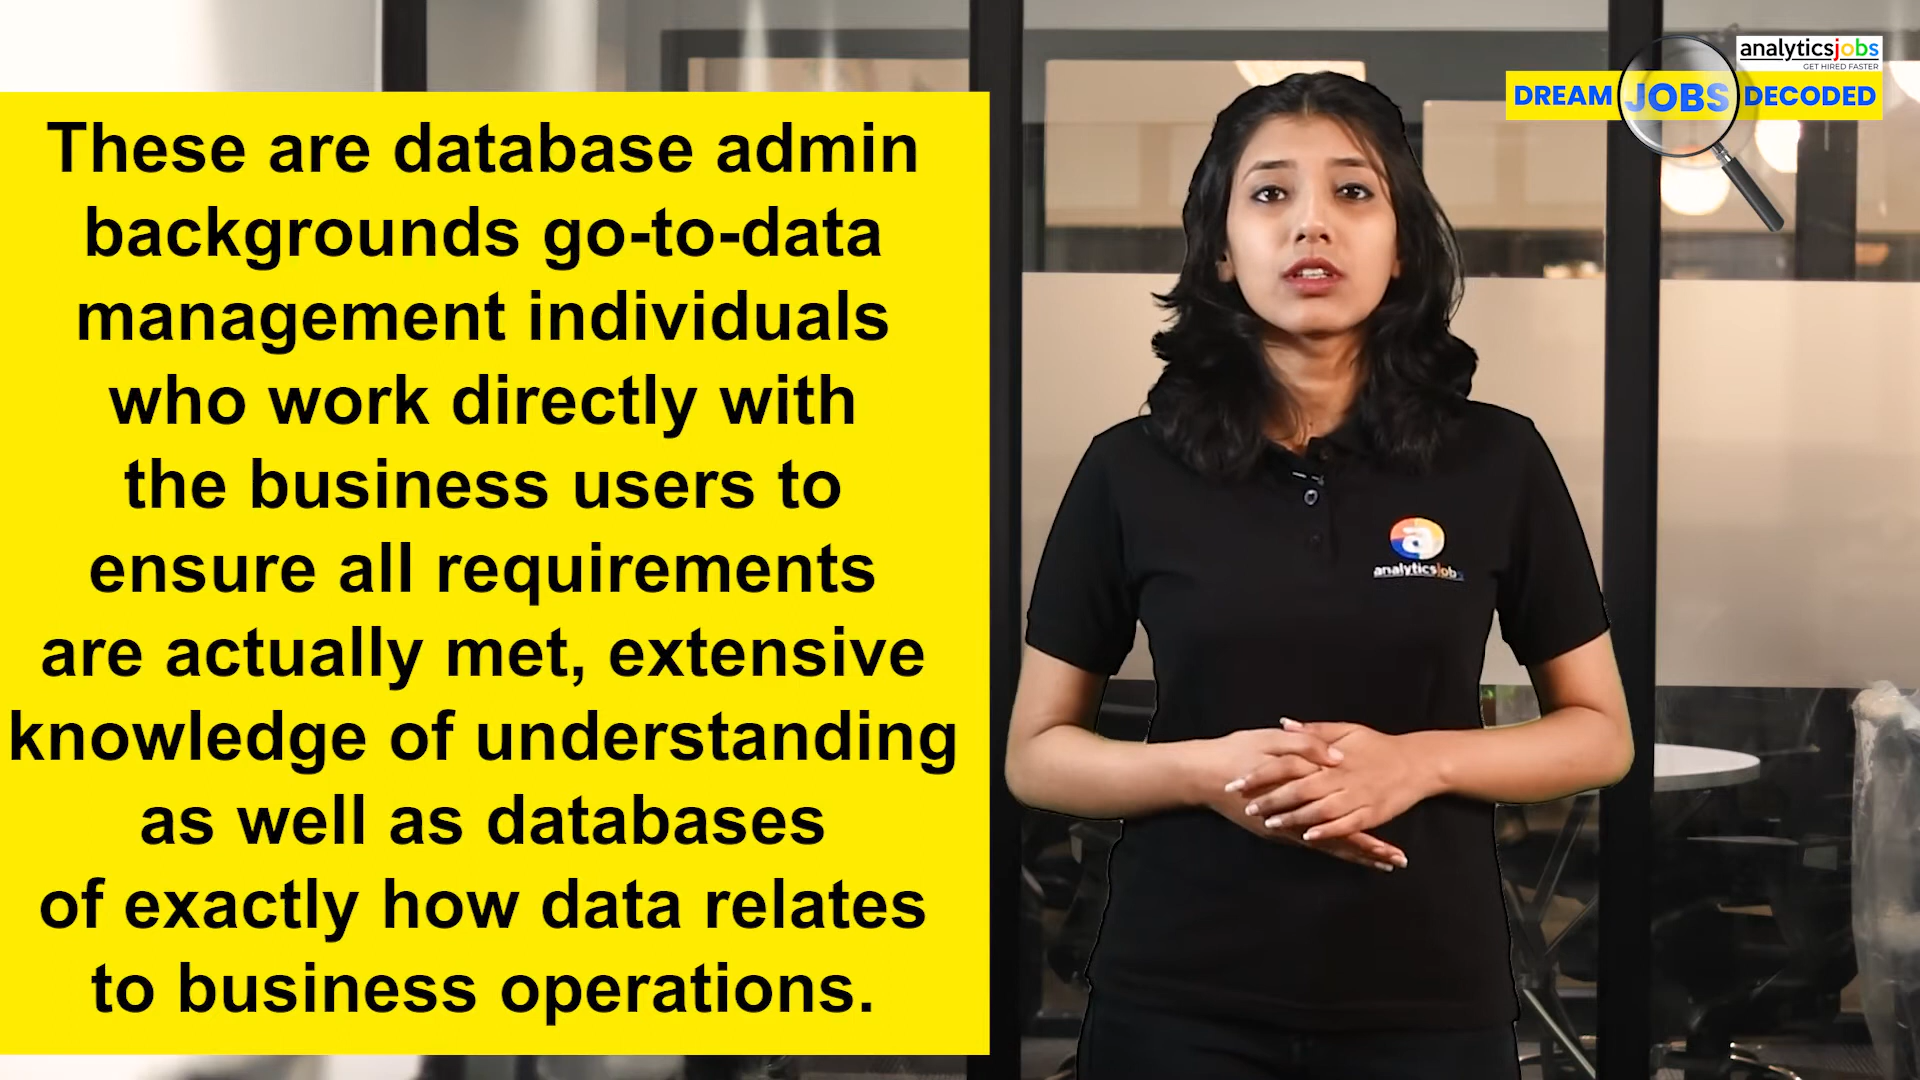 These are database admin
backgrounds go-to-data
management individuals
who work directly with
the business users to
ensure all requirements
are actually met, extensive
knowledge of understanding
as well as databases
of exactly how data relates
to business operations.
analyticsjobs
GET HIRED FASTER
DREAM JOBS DECODED
a
analyticsjobs